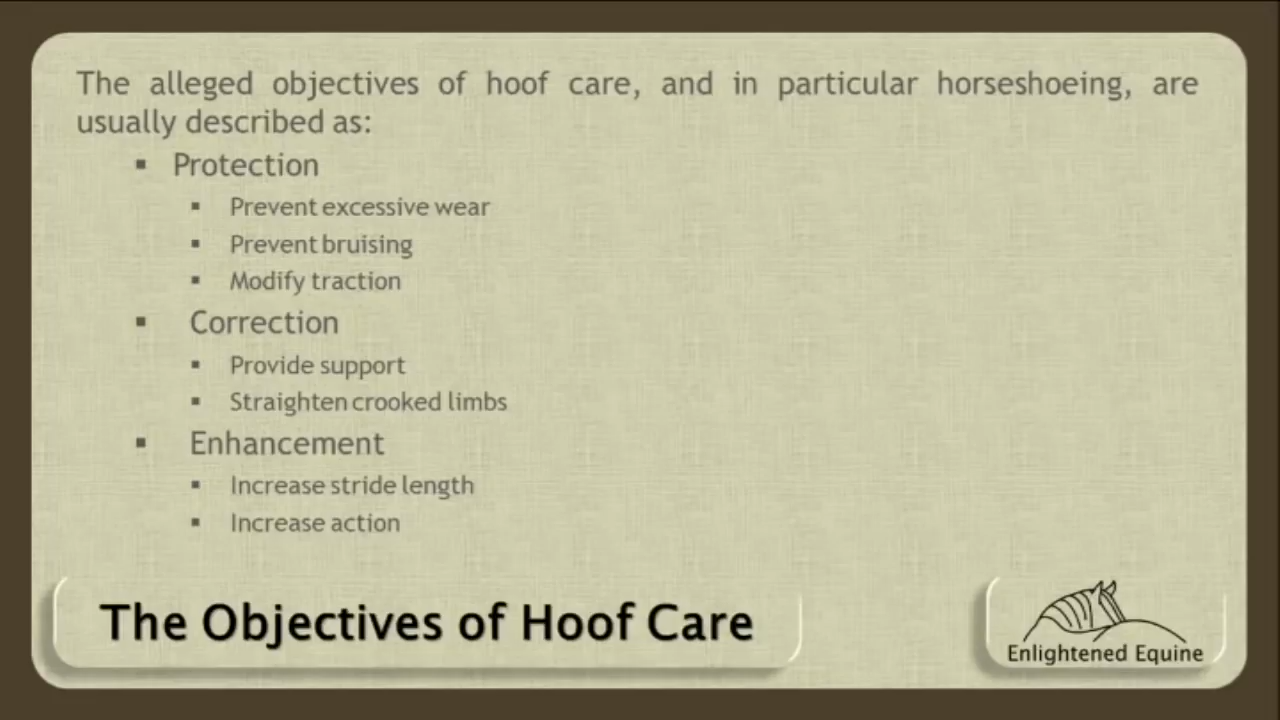 The alleged objectives of hoof care, and in particular horseshoeing, are
usually described as:
▪ Protection
▪ Prevent excessive wear
▪ Prevent bruising
▪ Modify traction
▪ Correction
▪ Provide support
▪ Straighten crooked limbs
▪ Enhancement
▪ Increase stride length
▪ Increase action
The Objectives of Hoof Care
Enlightened Equine